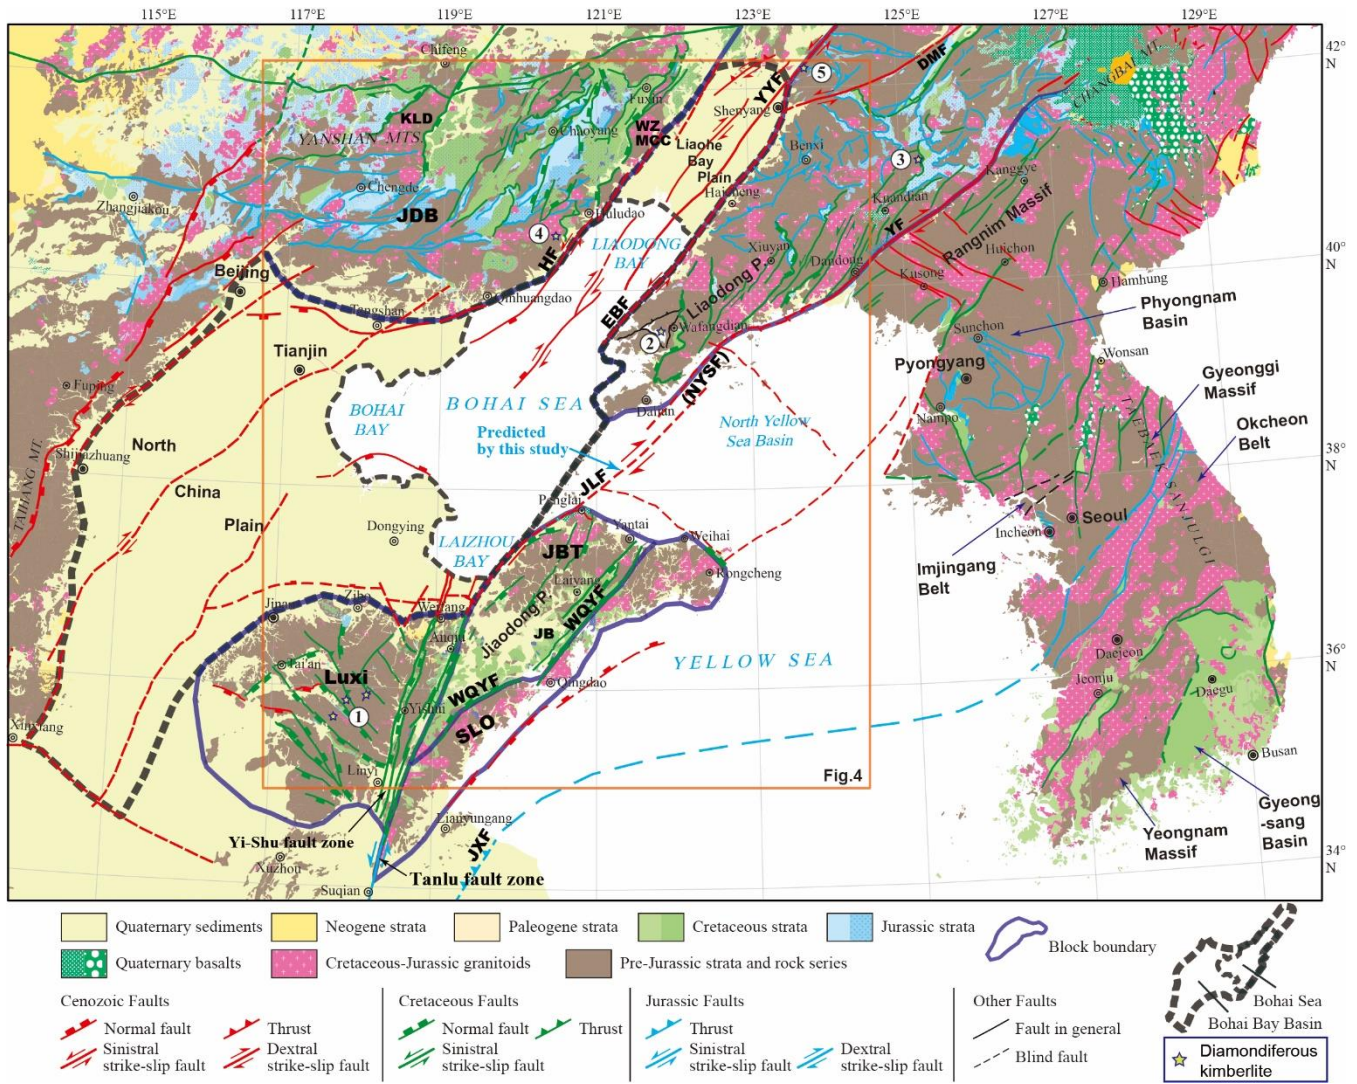 115°E
117°E
119°E
121°E
123°E
125°E
127°E
129°E
42°
N
Chifeng
KLD
YANSHAN MTS.
Fuxin
Chaoyang
WZ
MCC
Shenyang
YYF
5
DMF
CHANGBAI MT.
Liaohe
Bay
Plain
Benxi
3
Haicheng
Kuandian
Kanggye
Zhangjiakou
Chengde
JDB
Huludao
4
HF
LIAODONG
BAY
Xiuyan
YF
Rangnim Massif
Huichon
40°
N
Beijing
Qinhuangdao
Tangshan
Dandong
Kusong
Hamhung
EBF
Liaodong P.
Wafangdian
2
Phyongnam
Basin
Sunchon
Tianjin
Fuping
(NYSF)
Pyongyang
Wonsan
Gyeonggi
Massif
BOHAI
BAY
BOHAI SEA
Dalian
North Yellow
Sea Basin
Nampo
Okcheon
Belt
Predicted
by this study
North
TAIHANG MT.
Shijiazhuang
TAEBAEK SANJULGI
38°
N
China
JLF
Penglai
Plain
Dongying
LAIZHOU
BAY
Yantai
Weihai
JBT
Seoul
Incheon
Imjingang
Belt
Laiyang
Rongcheng
Jinan
Zibo
Weifang
Anqiu
Jiaodong P.
WQYF
JB
Tai'an
Luxi
YELLOW SEA
Daejeon
36°
N
1
Yishui
WQYF
Qingdao
SLO
Jeonju
Daegu
Xinxiang
Linyi
Fig.4
Busan
Lianyungang
JXF
Yi-Shu fault zone
Xuzhou
Tanlu fault zone
Suqian
Yeongnam
Massif
Gyeong
-sang
Basin
34°
N
Quaternary sediments
Neogene strata
Paleogene strata
Cretaceous strata
Jurassic strata
Block boundary
Quaternary basalts
Cretaceous-Jurassic granitoids
Pre-Jurassic strata and rock series
Bohai Sea
Bohai Bay Basin
Cenozoic Faults
Normal fault
Thrust
Sinistral
strike-slip fault
Dextral
strike-slip fault
Cretaceous Faults
Normal fault
Thrust
Sinistral
strike-slip fault
Jurassic Faults
Thrust
Sinistral
strike-slip fault
Dextral
strike-slip fault
Other Faults
Fault in general
Blind fault
Diamondiferous
kimberlite